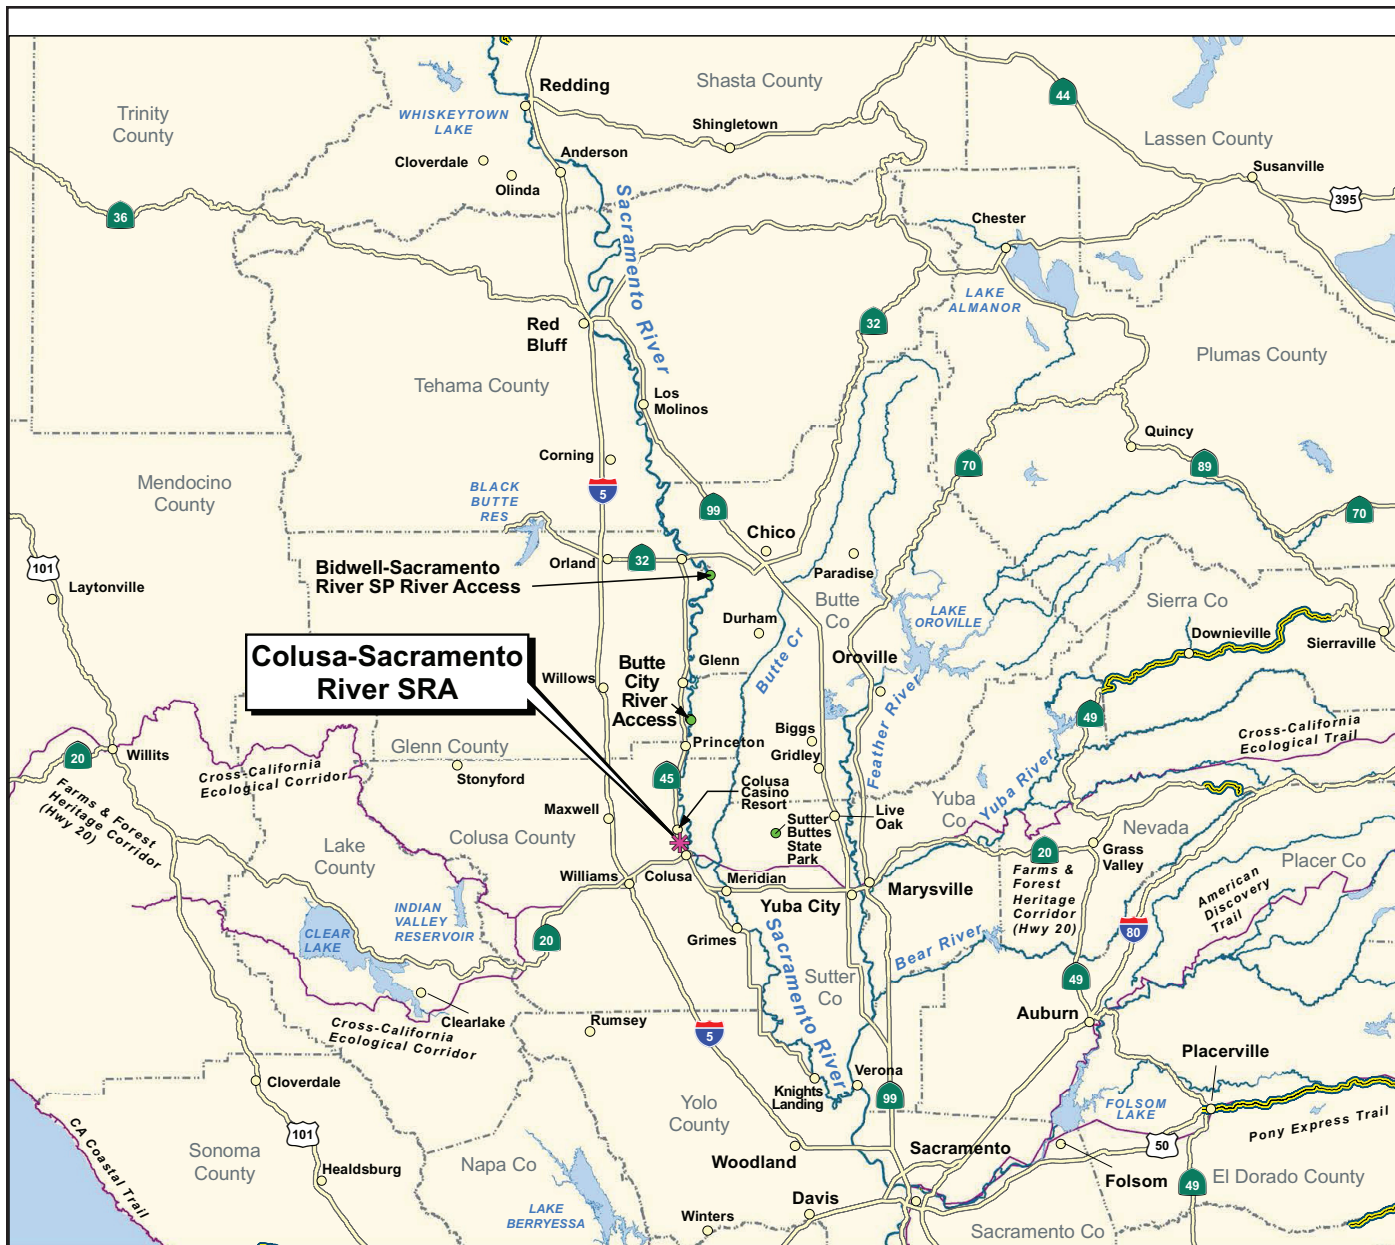 Redding
Shasta County
44
Trinity
County
WHISKEYTOWN
LAKE
Shingletown
Lassen County
Cloverdale
Anderson
Susanville
Olinda
395
36
Sacramento River
Chester
LAKE
ALMANOR
32
Red
Bluff
Plumas County
Tehama County
Los
Molinos
Quincy
Corning
70
89
Mendocino
County
BLACK
BUTTE
RES
5
99
70
Chico
101
Orland
32
Bidwell-Sacramento
River SP River Access
Paradise
Laytonville
Butte
Co
LAKE
OROVILLE
Sierra Co
Durham
Downieville
Sierraville
Colusa-Sacramento
River SRA
Butte
City
River
Access
Glenn
Butte Cr
Oroville
Willows
Feather River
49
Cross-California
Ecological Trail
Biggs
Princeton
Gridley
Glenn County
20
Willits
Stonyford
Cross-California
Ecological Corridor
45
Colusa
Casino
Resort
Yuba River
Farms & Forest
Heritage Corridor
(Hwy 20)
Maxwell
Yuba
Co
Live
Oak
Sutter
Buttes
State
Park
Nevada
Colusa County
Lake
County
20
Grass
Valley
Placer Co
Williams
Colusa
Meridian
Marysville
Farms &
Forest
Heritage
Corridor
(Hwy 20)
American
Discovery
Trail
Yuba City
INDIAN
VALLEY
RESERVOIR
CLEAR
LAKE
20
Grimes
80
Sacramento River
Bear River
Sutter
Co
49
Clearlake
Auburn
Cross-California
Ecological Corridor
Rumsey
5
Placerville
Cloverdale
Knights
Landing
Verona
99
Yolo
County
FOLSOM
LAKE
CA Coastal Trail
101
Pony Express Trail
Sonoma
County
Healdsburg
Napa Co
Woodland
Sacramento
50
Folsom
49
El Dorado County
LAKE
BERRYESSA
Davis
Winters
Sacramento Co